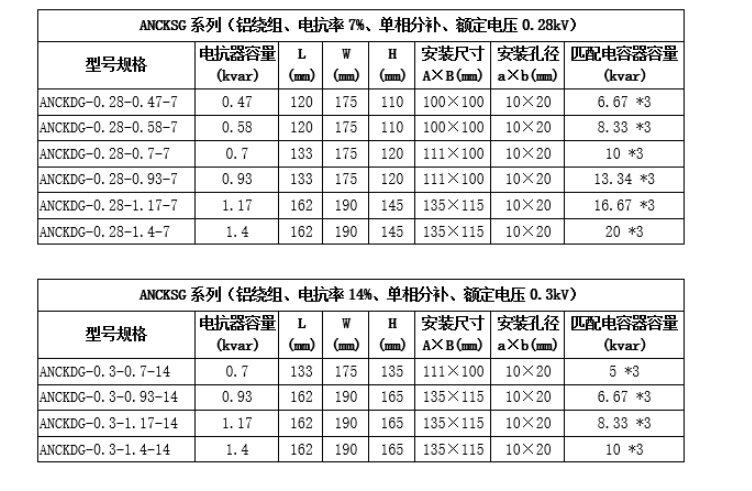 ANCKSG 系列（铝绕组、电抗率 7%、单相分补、额定电压 0.28kV）
型号规格 电抗器容量 (kvar) L (mm) W (mm) H (mm) 安装尺寸 A×B(mm) 安装孔径 a×b(mm) 匹配电容器容量 (kvar)
ANCKDG-0.28-0.47-7 0.47 120 175 110 100×100 10×20 6.67 *3
ANCKDG-0.28-0.58-7 0.58 120 175 110 100×100 10×20 8.33 *3
ANCKDG-0.28-0.7-7 0.7 133 175 120 111×100 10×20 10 *3
ANCKDG-0.28-0.93-7 0.93 133 175 120 111×100 10×20 13.34 *3
ANCKDG-0.28-1.17-7 1.17 162 190 145 135×115 10×20 16.67 *3
ANCKDG-0.28-1.4-7 1.4 162 190 145 135×115 10×20 20 *3
ANCKSG 系列（铝绕组、电抗率 14%、单相分补、额定电压 0.3kV）
型号规格 电抗器容量 (kvar) L (mm) W (mm) H (mm) 安装尺寸 A×B(mm) 安装孔径 a×b(mm) 匹配电容器容量 (kvar)
ANCKDG-0.3-0.7-14 0.7 133 175 135 111×100 10×20 5 *3
ANCKDG-0.3-0.93-14 0.93 162 190 165 135×115 10×20 6.67 *3
ANCKDG-0.3-1.17-14 1.17 162 190 165 135×115 10×20 8.33 *3
ANCKDG-0.3-1.4-14 1.4 162 190 165 135×115 10×20 10 *3